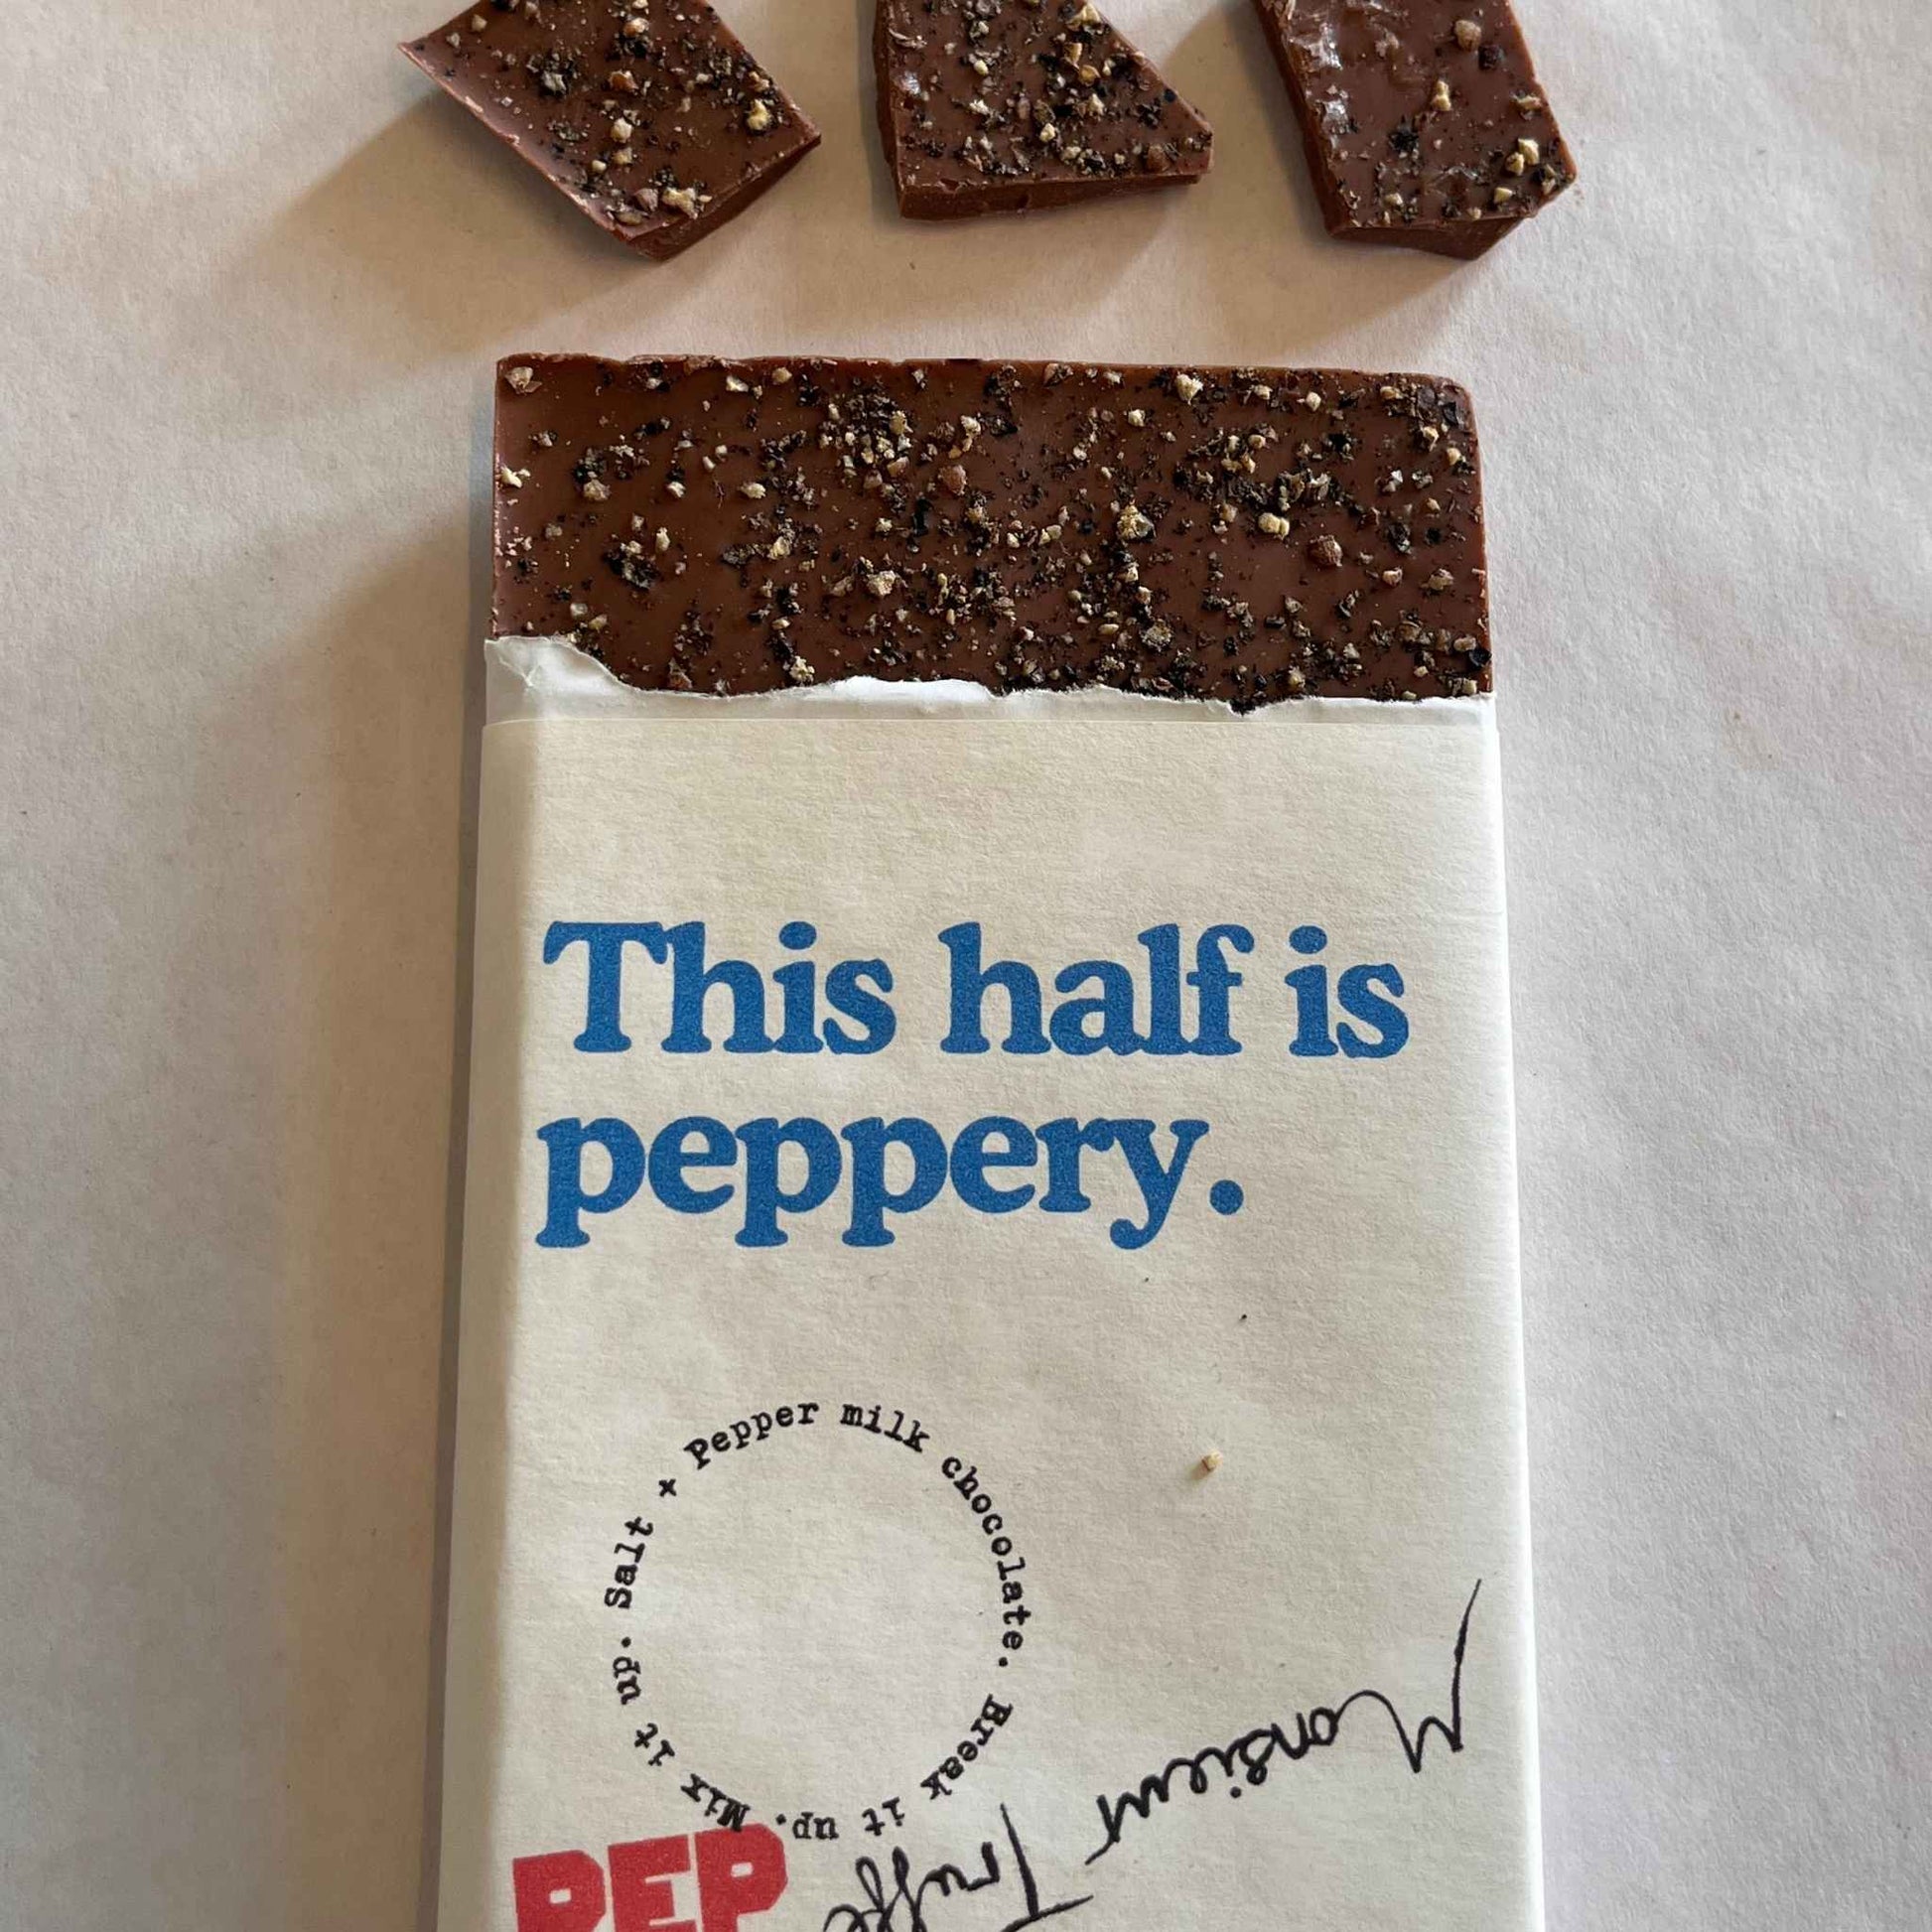 This half is
peppery.
Salt + Pepper milk chocolate. Break it up. Mix it up.
Monsieur
Truffe
PEP